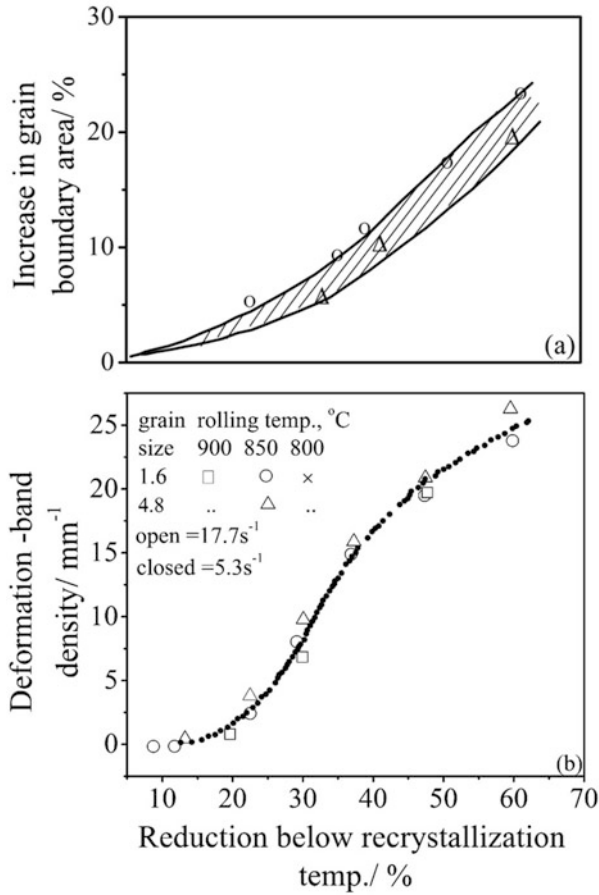 30
20
10
0
Increase in grain
boundary area/ %
(a)
25
20
15
10
5
0
Deformation -band
density/ mm⁻¹
grain rolling temp., °C
size 900 850 800
1.6 □ ○ ×
4.8 .. △ ..
open =17.7s⁻¹
closed =5.3s⁻¹
(b)
10 20 30 40 50 60 70
Reduction below recrystallization
temp./ %